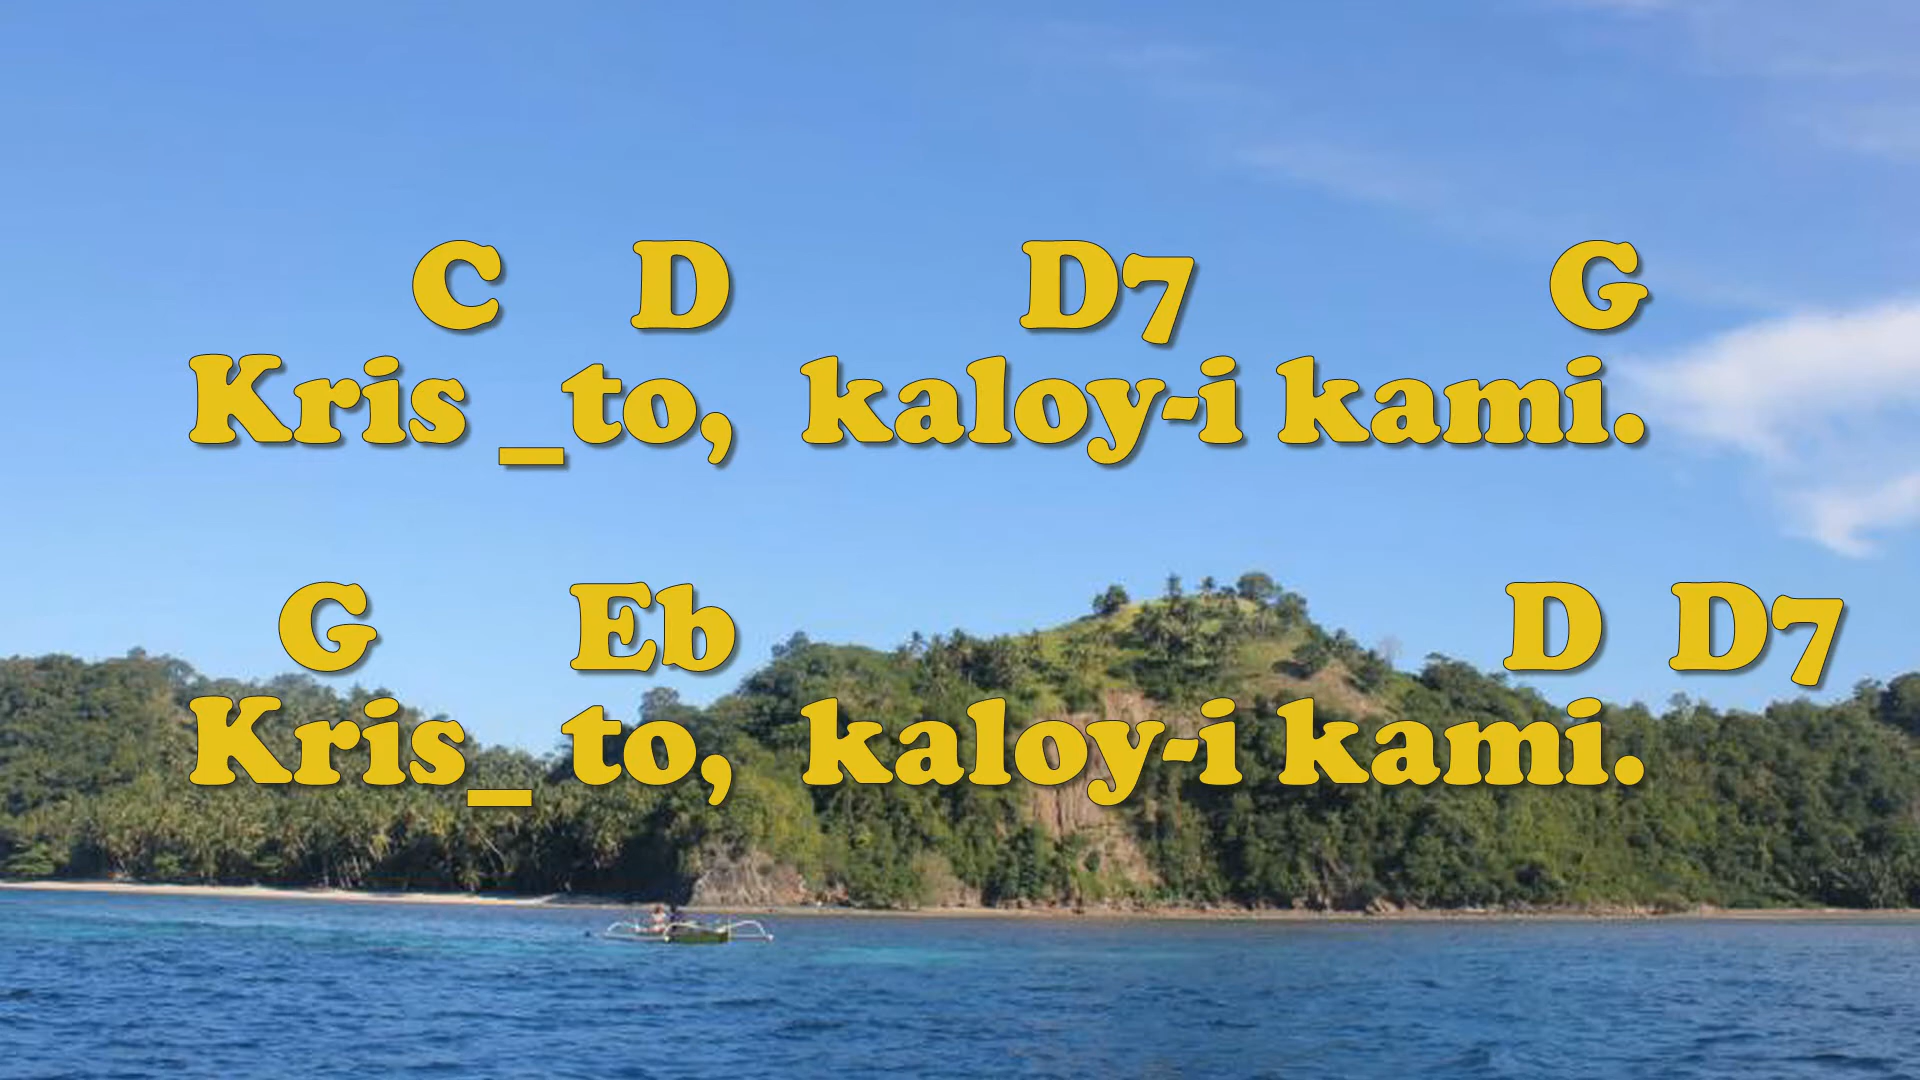 C D D7 G
Kris _to, kaloy-i kami.
G Eb D D7
Kris_ to, kaloy-i kami.